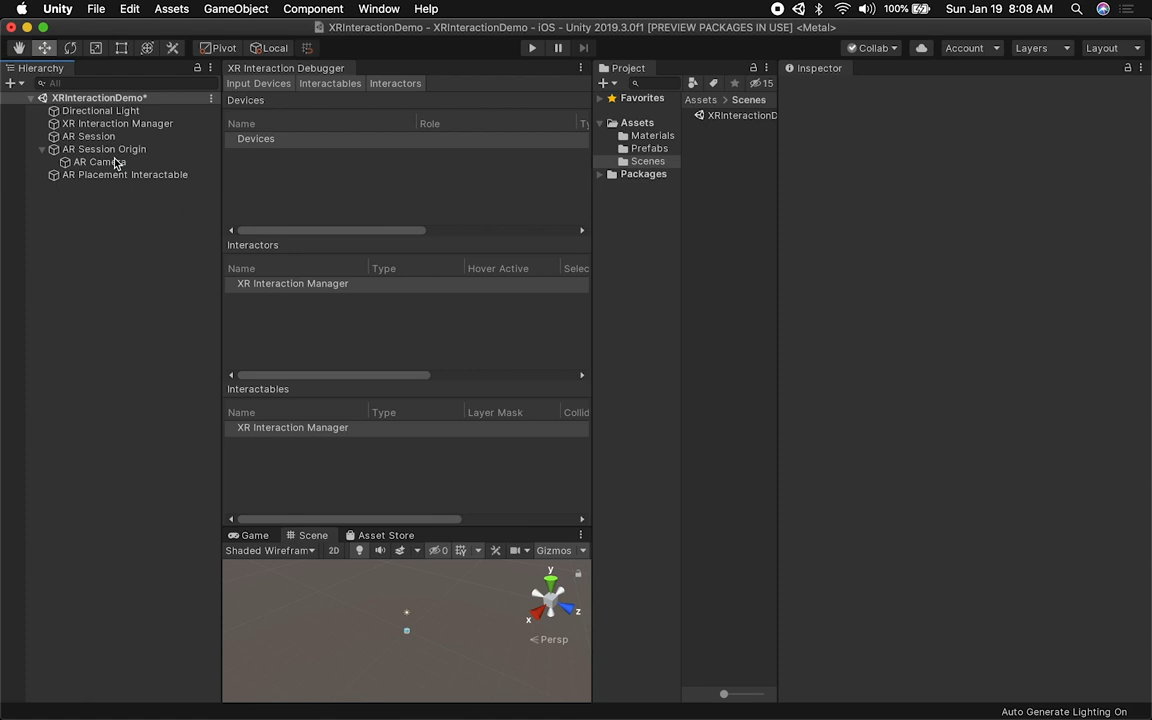 Unity File Edit Assets GameObject Component Window Help 100% Sun Jan 19 8:08 AM
XRInteractionDemo - XRInteractionDemo - iOS - Unity 2019.3.0f1 [PREVIEW PACKAGES IN USE] <Metal>
Pivot Local Collab Account Layers Layout
Hierarchy
All
XRInteractionDemo*
Directional Light
XR Interaction Manager
AR Session
AR Session Origin
AR Camera
AR Placement Interactable
XR Interaction Debugger
Input Devices Interactables Interactors
Devices
Name Role Ty
Devices
Interactors
Name Type Hover Active Selec
XR Interaction Manager
Interactables
Name Type Layer Mask Collid
XR Interaction Manager
Game Scene Asset Store
Shaded Wirefram 2D 0 Gizmos
y
x
z
Persp
Project
15
Favorites
Assets
Materials
Prefabs
Scenes
Packages
Assets > Scenes
XRInteractionD
Inspector
Auto Generate Lighting On